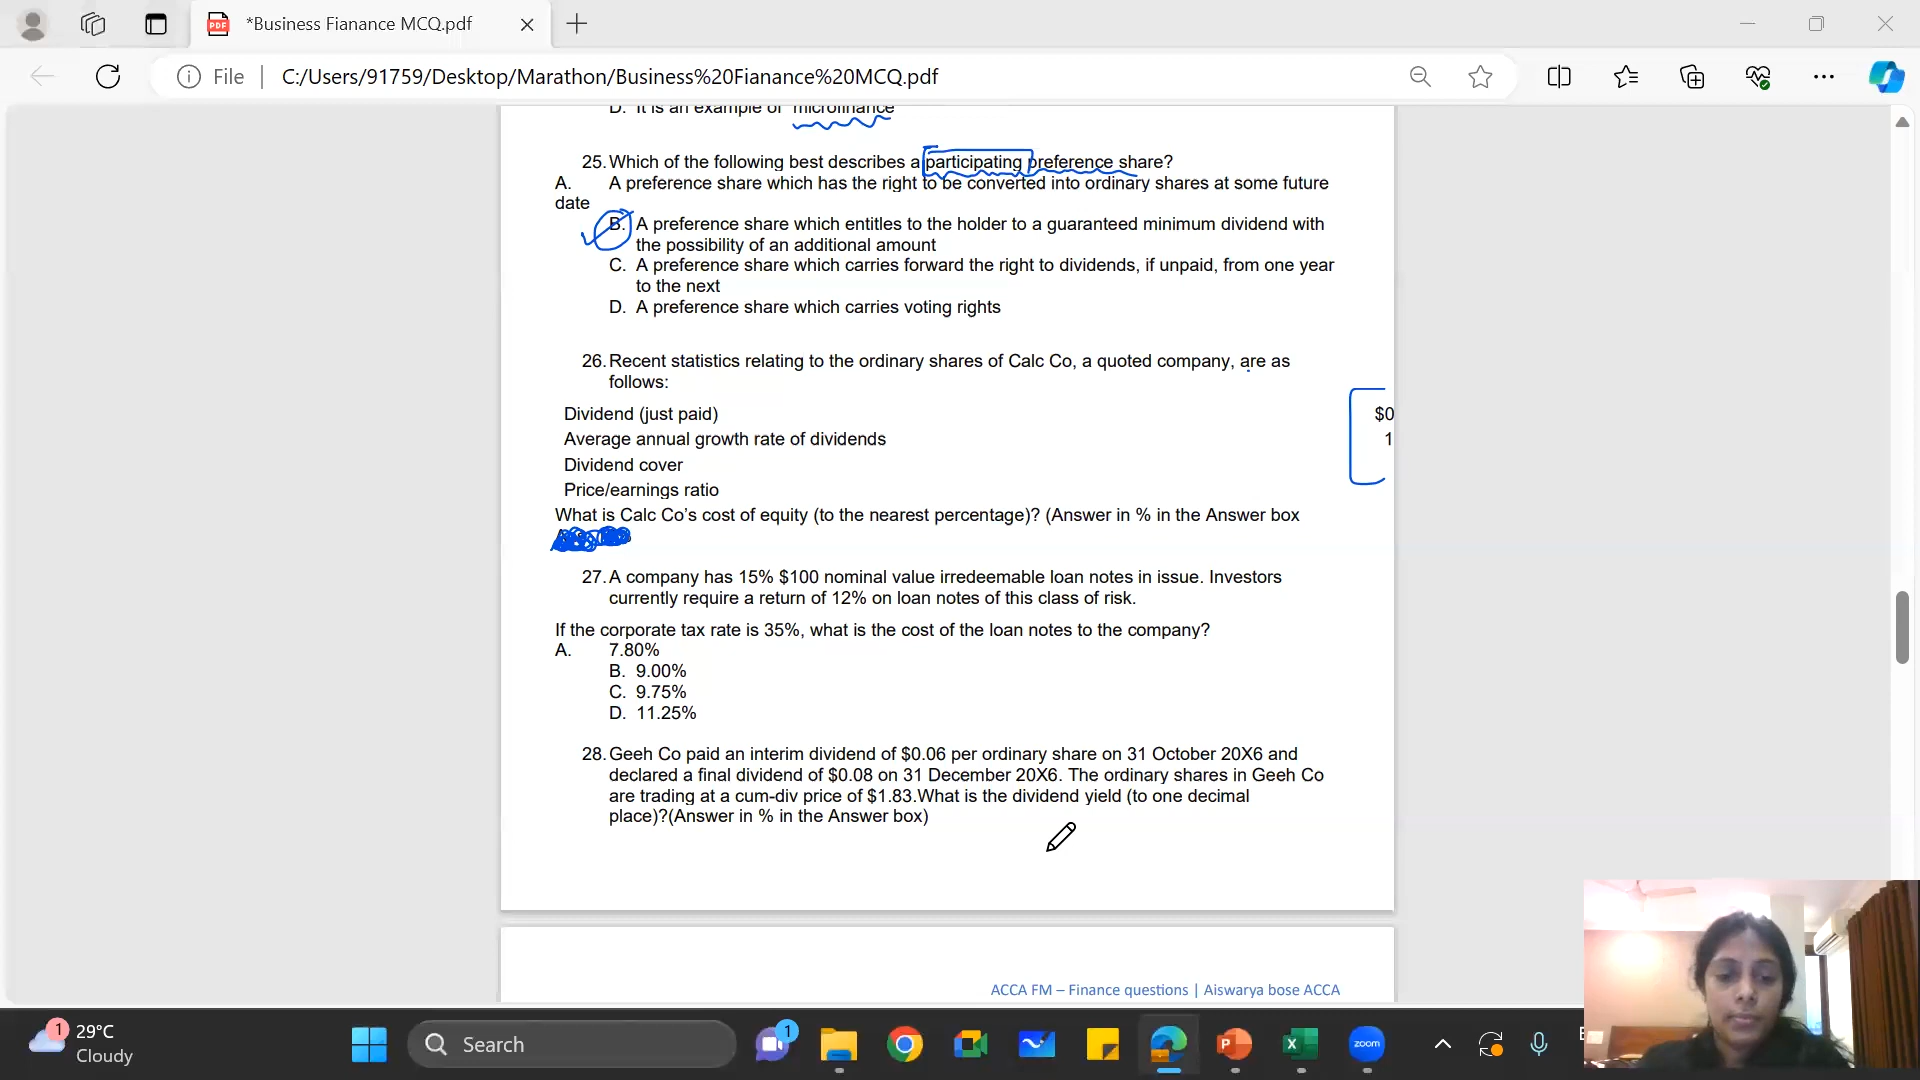 *Business Fianance MCQ.pdf
File
C:/Users/91759/Desktop/Marathon/Business%20Fianance%20MCQ.pdf
D. It is an example of microfinance
25. Which of the following best describes a participating preference share?
A. A preference share which has the right to be converted into ordinary shares at some future
date
B. A preference share which entitles to the holder to a guaranteed minimum dividend with
the possibility of an additional amount
C. A preference share which carries forward the right to dividends, if unpaid, from one year
to the next
D. A preference share which carries voting rights
26. Recent statistics relating to the ordinary shares of Calc Co, a quoted company, are as
follows:
Dividend (just paid) $0
Average annual growth rate of dividends 1
Dividend cover
Price/earnings ratio
What is Calc Co's cost of equity (to the nearest percentage)? (Answer in % in the Answer box
27. A company has 15% $100 nominal value irredeemable loan notes in issue. Investors
currently require a return of 12% on loan notes of this class of risk.
If the corporate tax rate is 35%, what is the cost of the loan notes to the company?
A. 7.80%
B. 9.00%
C. 9.75%
D. 11.25%
28. Geeh Co paid an interim dividend of $0.06 per ordinary share on 31 October 20X6 and
declared a final dividend of $0.08 on 31 December 20X6. The ordinary shares in Geeh Co
are trading at a cum-div price of $1.83.What is the dividend yield (to one decimal
place)?(Answer in % in the Answer box)
ACCA FM – Finance questions | Aiswarya bose ACCA
1
29°C
Cloudy
Search
1
zoom